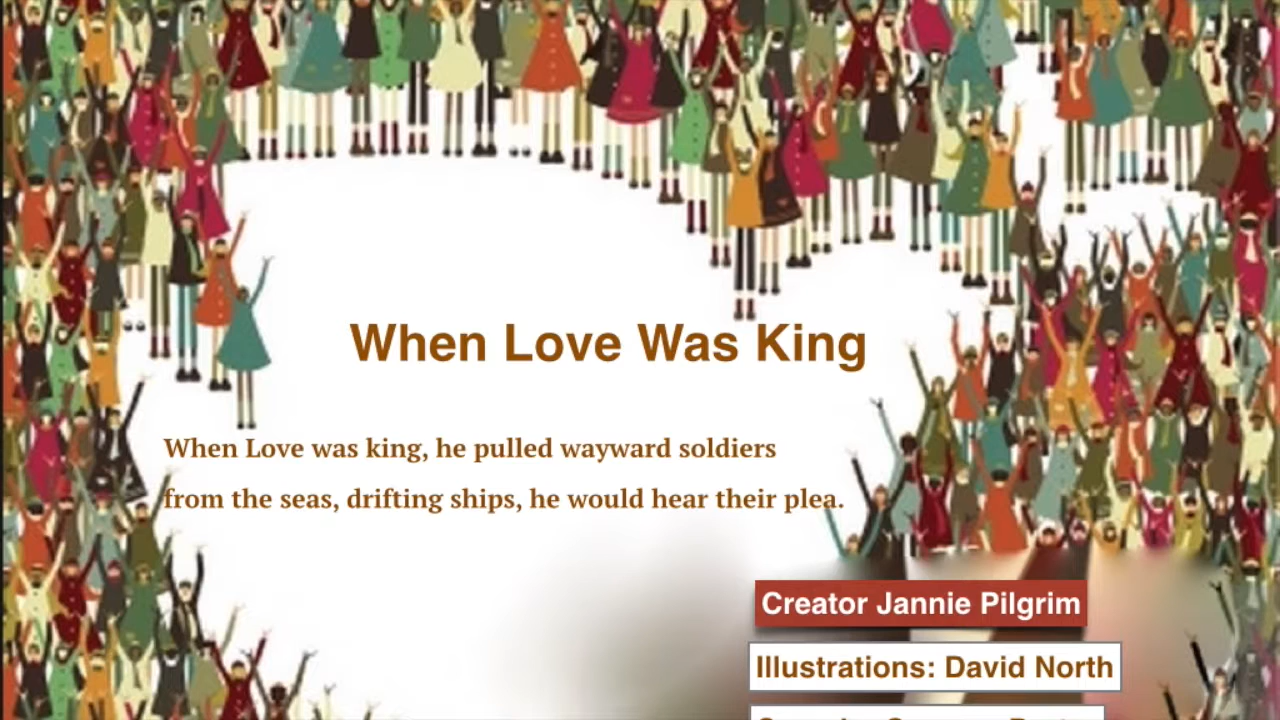 When Love Was King
When Love was king, he pulled wayward soldiers
from the seas, drifting ships, he would hear their plea.
Creator Jannie Pilgrim
Illustrations: David North